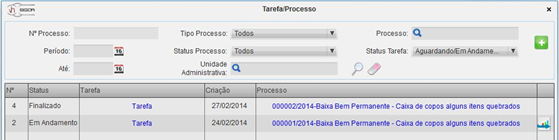 SIGDR Tarefa/Processo
Nº Processo: Tipo Processo: Todos Processo:
Período: 16 Status Processo: Todos Status Tarefa: Aguardando/Em Andame...
Até: 16 Unidade Administrativa:
Nº Status Tarefa Criação Processo
4 Finalizado Tarefa 27/02/2014 000002/2014-Baixa Bem Permanente - Caixa de copos alguns itens quebrados
2 Em Andamento Tarefa 24/02/2014 000001/2014-Baixa Bem Permanente - Caixa de copos alguns itens quebrados